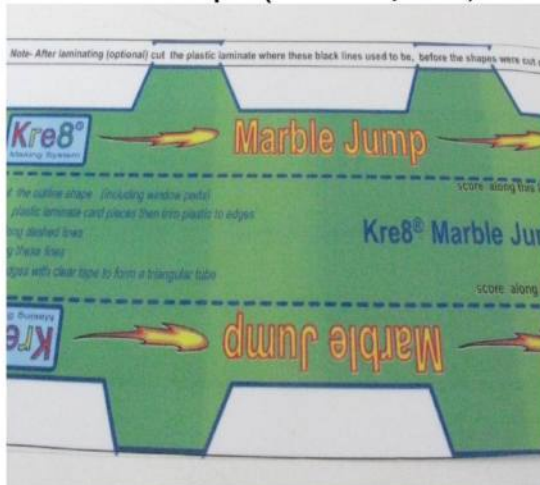 Note- After laminating (optional) cut the plastic laminate where these black lines used to be, before the shapes were cut
Kre8®
Making System
Marble Jump
score along this
the outline shape (including window parts)
plastic laminate card pieces then trim plastic to edges
long dashed lines
these lines
edges with clear tape to form a triangular tube
Kre8® Marble Ju
score along
Kre
Making S
Marble Jump